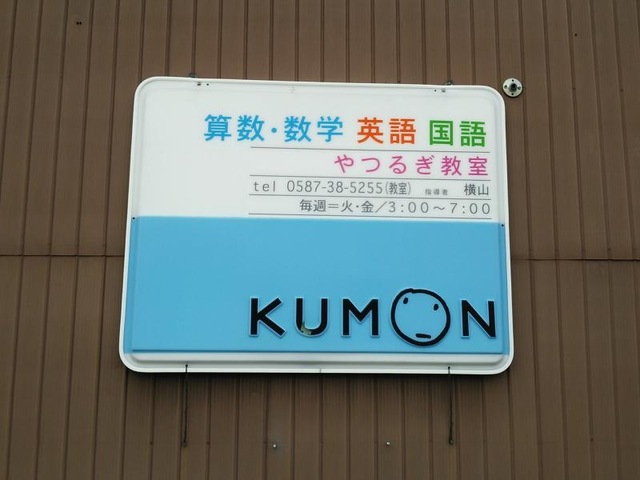 算数・数学 英語 国語
やつるぎ教室
tel 0587-38-5255(教室) 指導者 横山
毎週＝火・金／3:00～7:00
KUMON